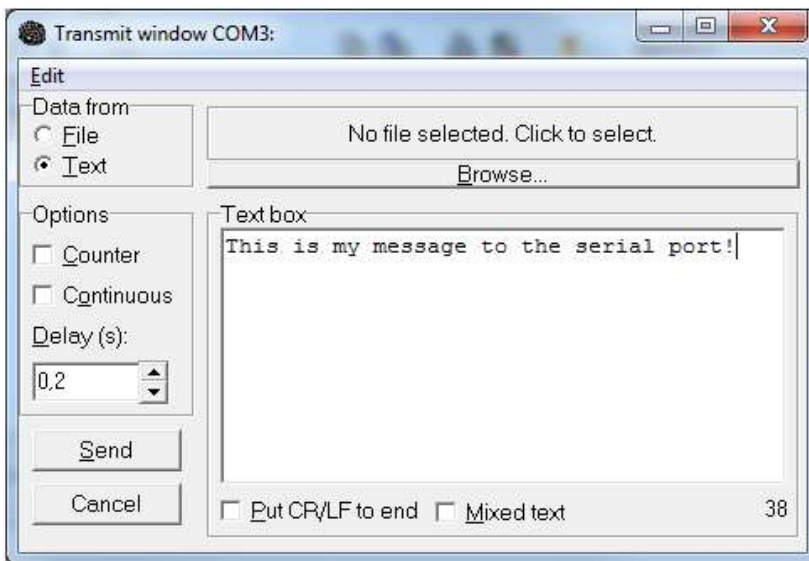 Transmit window COM3:
Edit
Data from
File
Text
No file selected. Click to select.
Browse...
Options
Counter
Continuous
Delay (s):
0,2
Send
Cancel
Text box
This is my message to the serial port!
Put CR/LF to end Mixed text 38